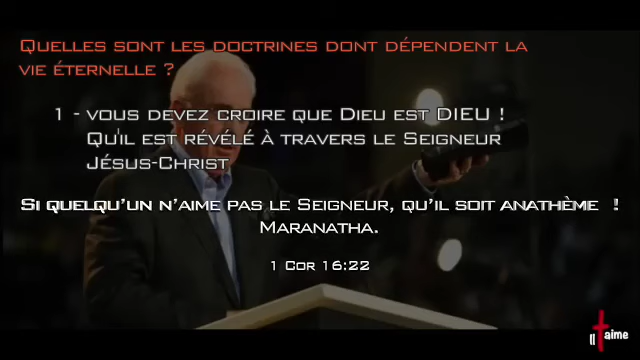 Quelles sont les doctrines dont dépendent la
vie éternelle ?
1 - vous devez croire que Dieu est DIEU !
Qu'il est révélé à travers le Seigneur
Jésus-Christ
Si quelqu'un n'aime pas le Seigneur, qu'il soit anathème !
Maranatha.
1 Cor 16:22
Il t aime